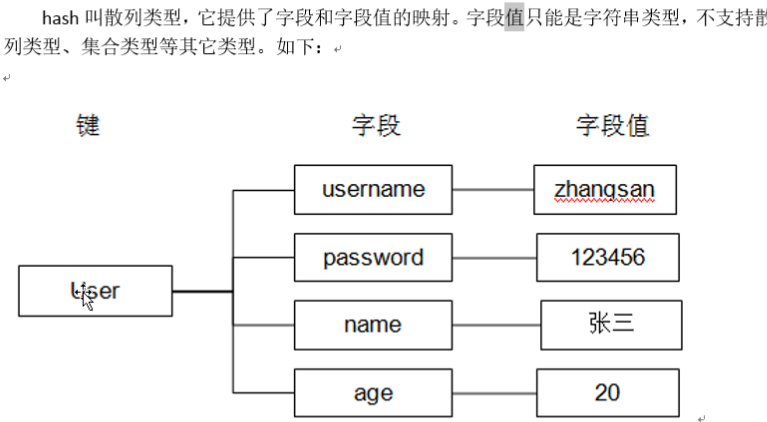 hash 叫散列类型，它提供了字段和字段值的映射。字段值只能是字符串类型，不支持散
列类型、集合类型等其它类型。如下：
键 字段 字段值
username zhangsan
password 123456
User
name 张三
age 20